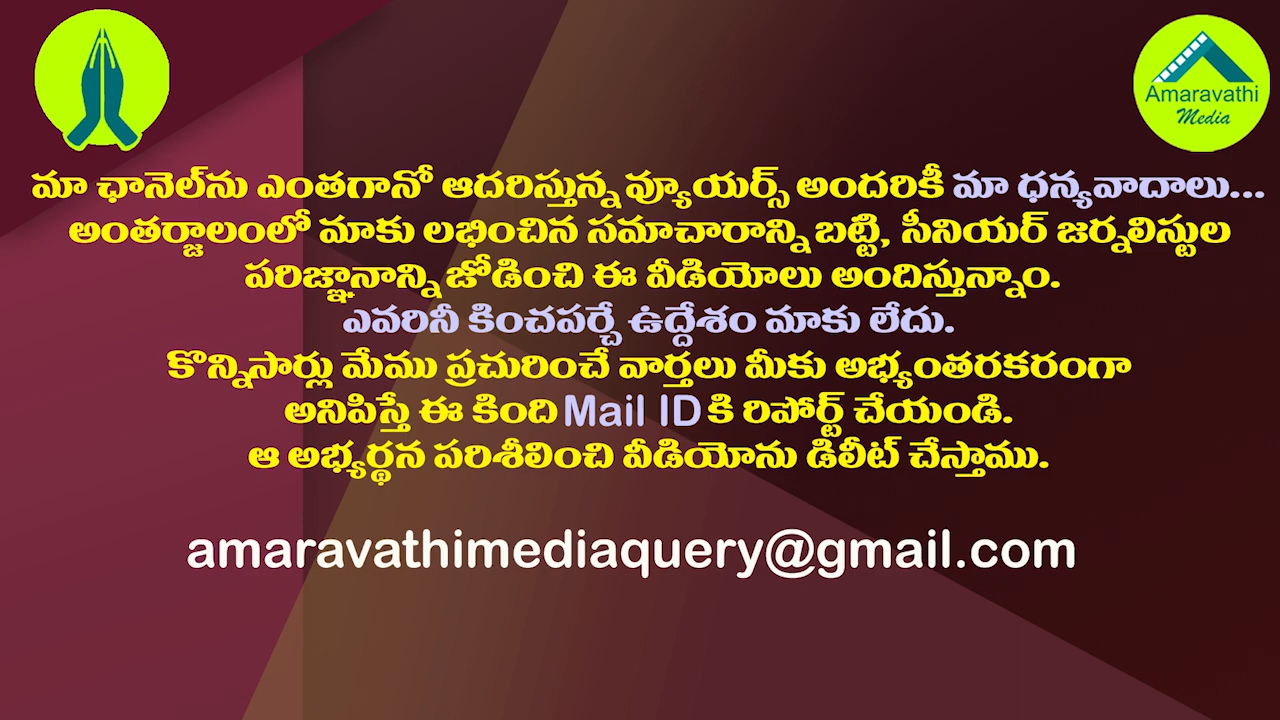 Amaravathi
Media
మా ఛానెల్‌ను ఎంతగానో ఆదరిస్తున్న వ్యూయర్స్ అందరికీ మా ధన్యవాదాలు...
అంతర్జాలంలో మాకు లభించిన సమాచారాన్ని బట్టి, సీనియర్ జర్నలిస్టుల
పరిజ్ఞానాన్ని జోడించి ఈ వీడియోలు అందిస్తున్నాం.
ఎవరినీ కించపర్చే ఉద్దేశం మాకు లేదు.
కొన్నిసార్లు మేము ప్రచురించే వార్తలు మీకు అభ్యంతరకరంగా
అనిపిస్తే ఈ కింది Mail ID కి రిపోర్ట్ చేయండి.
ఆ అభ్యర్థన పరిశీలించి వీడియోను డిలీట్ చేస్తాము.
amaravathimediaquery@gmail.com